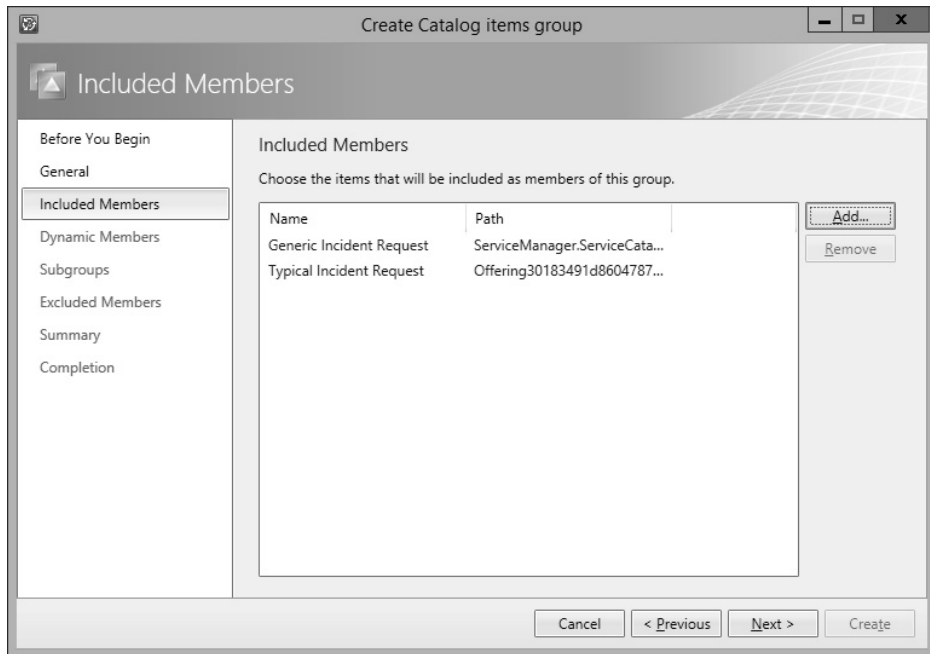 Create Catalog items group
Included Members
Before You Begin
General
Included Members
Dynamic Members
Subgroups
Excluded Members
Summary
Completion
Included Members
Choose the items that will be included as members of this group.
Name Path
Generic Incident Request ServiceManager.ServiceCata...
Typical Incident Request Offering30183491d8604787...
Add...
Remove
Cancel < Previous Next > Create